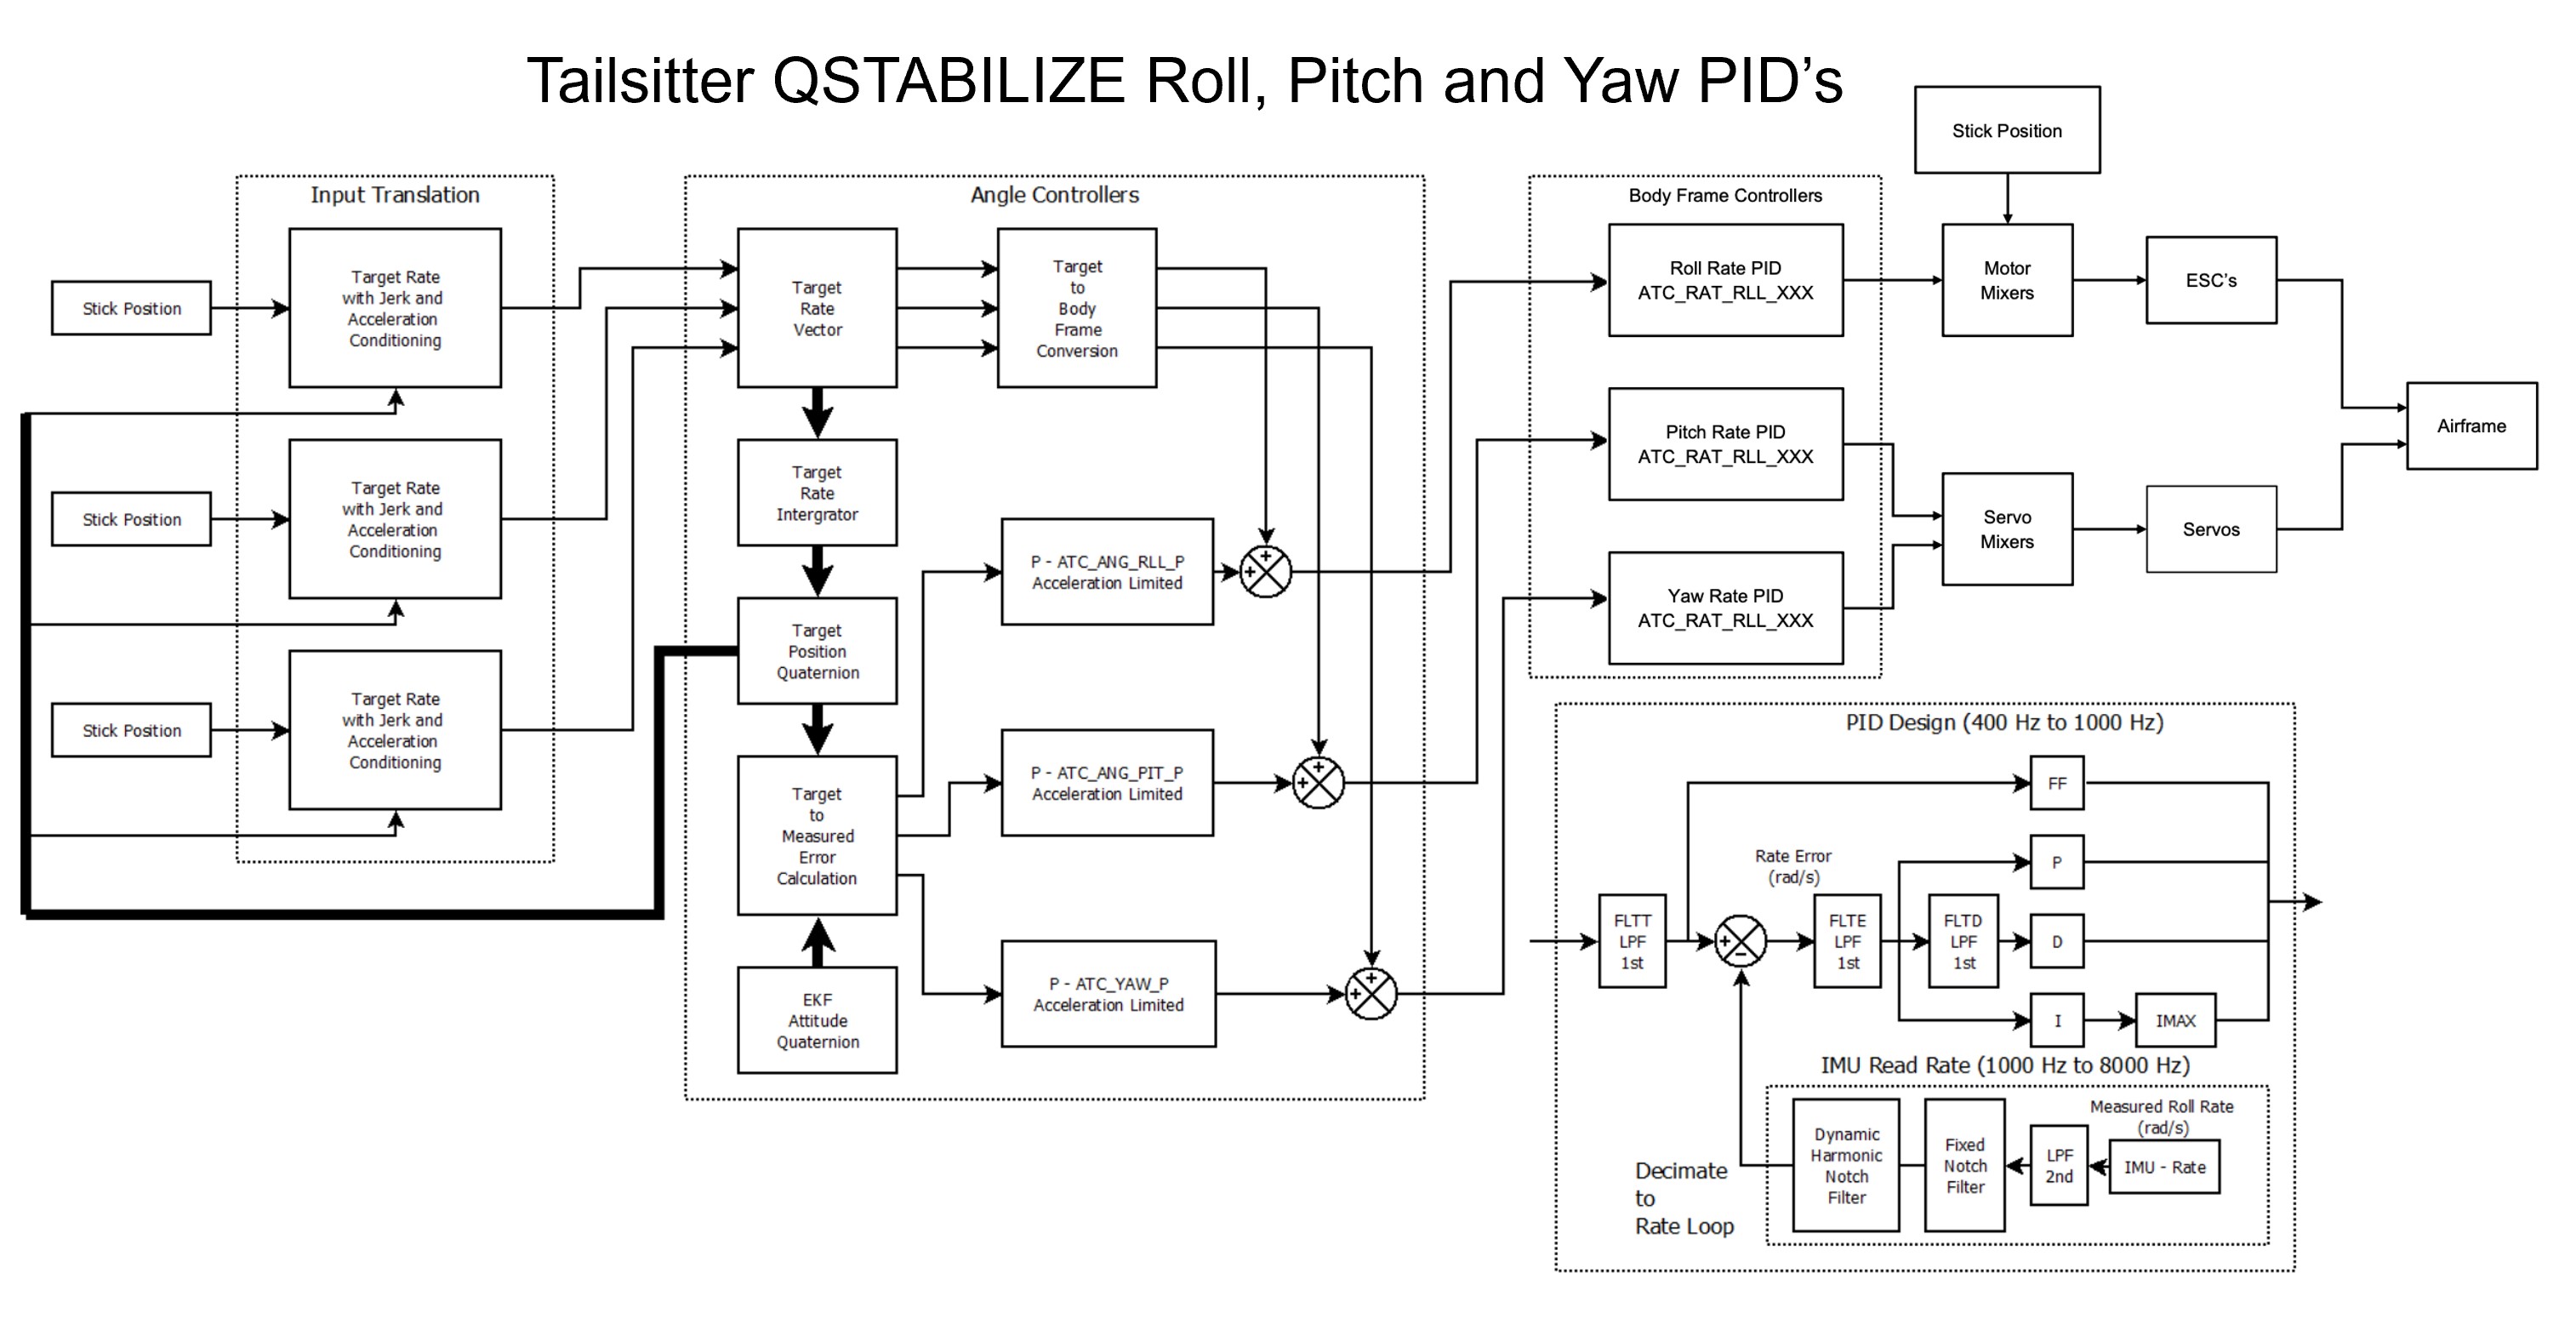 Tailsitter QSTABILIZE Roll, Pitch and Yaw PID’s
Input Translation
Stick Position
Target Rate
with Jerk and
Acceleration
Conditioning
Stick Position
Target Rate
with Jerk and
Acceleration
Conditioning
Stick Position
Target Rate
with Jerk and
Acceleration
Conditioning
Angle Controllers
Target
Rate
Vector
Target
to
Body
Frame
Conversion
Target
Rate
Intergrator
Target
Position
Quaternion
Target
to
Measured
Error
Calculation
EKF
Attitude
Quaternion
P - ATC_ANG_RLL_P
Acceleration Limited
+
+
P - ATC_ANG_PIT_P
Acceleration Limited
+
+
P - ATC_YAW_P
Acceleration Limited
+
+
Body Frame Controllers
Roll Rate PID
ATC_RAT_RLL_XXX
Pitch Rate PID
ATC_RAT_RLL_XXX
Yaw Rate PID
ATC_RAT_RLL_XXX
Stick Position
Motor
Mixers
ESC’s
Servo
Mixers
Servos
Airframe
PID Design (400 Hz to 1000 Hz)
FF
Rate Error
(rad/s)
P
FLTT
LPF
1st
+
−
FLTE
LPF
1st
FLTD
LPF
1st
D
I
IMAX
IMU Read Rate (1000 Hz to 8000 Hz)
Measured Roll Rate
(rad/s)
Dynamic
Harmonic
Notch
Filter
Fixed
Notch
Filter
LPF
2nd
IMU - Rate
Decimate
to
Rate Loop